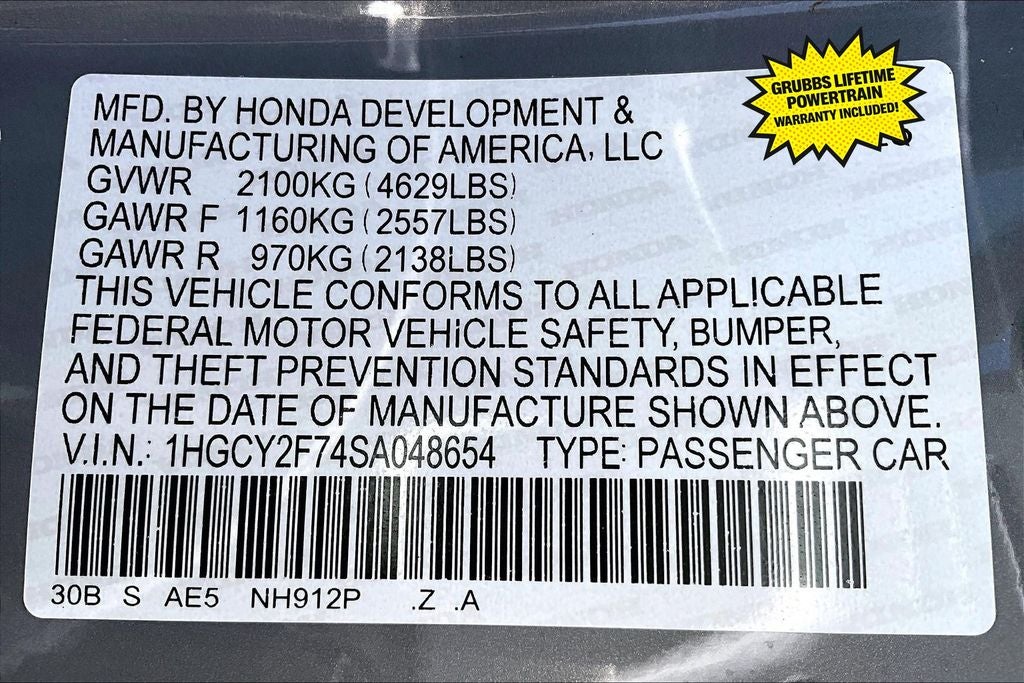 GRUBBS LIFETIME
POWERTRAIN
WARRANTY INCLUDED!
MFD. BY HONDA DEVELOPMENT &
MANUFACTURING OF AMERICA, LLC
GVWR 2100KG (4629LBS)
GAWR F 1160KG (2557LBS)
GAWR R 970KG (2138LBS)
THIS VEHICLE CONFORMS TO ALL APPLICABLE
FEDERAL MOTOR VEHICLE SAFETY, BUMPER,
AND THEFT PREVENTION STANDARDS IN EFFECT
ON THE DATE OF MANUFACTURE SHOWN ABOVE.
V.I.N.: 1HGCY2F74SA048654 TYPE: PASSENGER CAR
30B S AE5 NH912P .Z .A